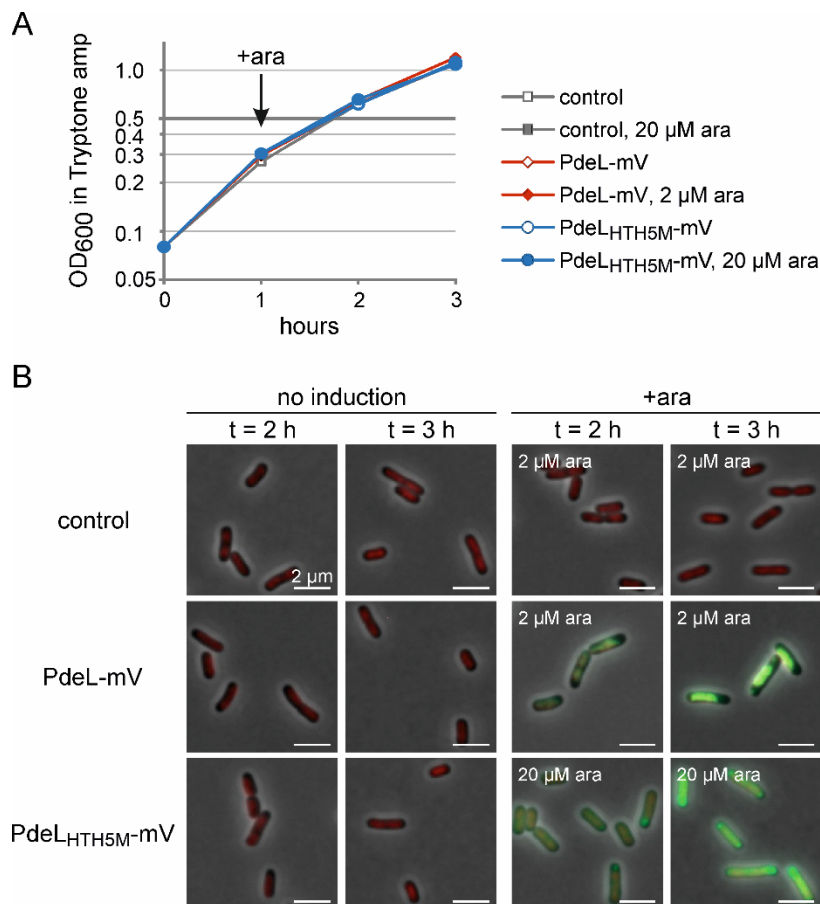 A
+ara
OD600 in Tryptone amp
1.0
0.5
0.4
0.3
0.2
0.1
0.05
0 1 2 3
hours
control
control, 20 µM ara
PdeL-mV
PdeL-mV, 2 µM ara
PdeLHTH5M-mV
PdeLHTH5M-mV, 20 µM ara
B
no induction +ara
t = 2 h t = 3 h t = 2 h t = 3 h
control
2 µm
2 µM ara
2 µM ara
PdeL-mV
2 µM ara
2 µM ara
PdeLHTH5M-mV
20 µM ara
20 µM ara